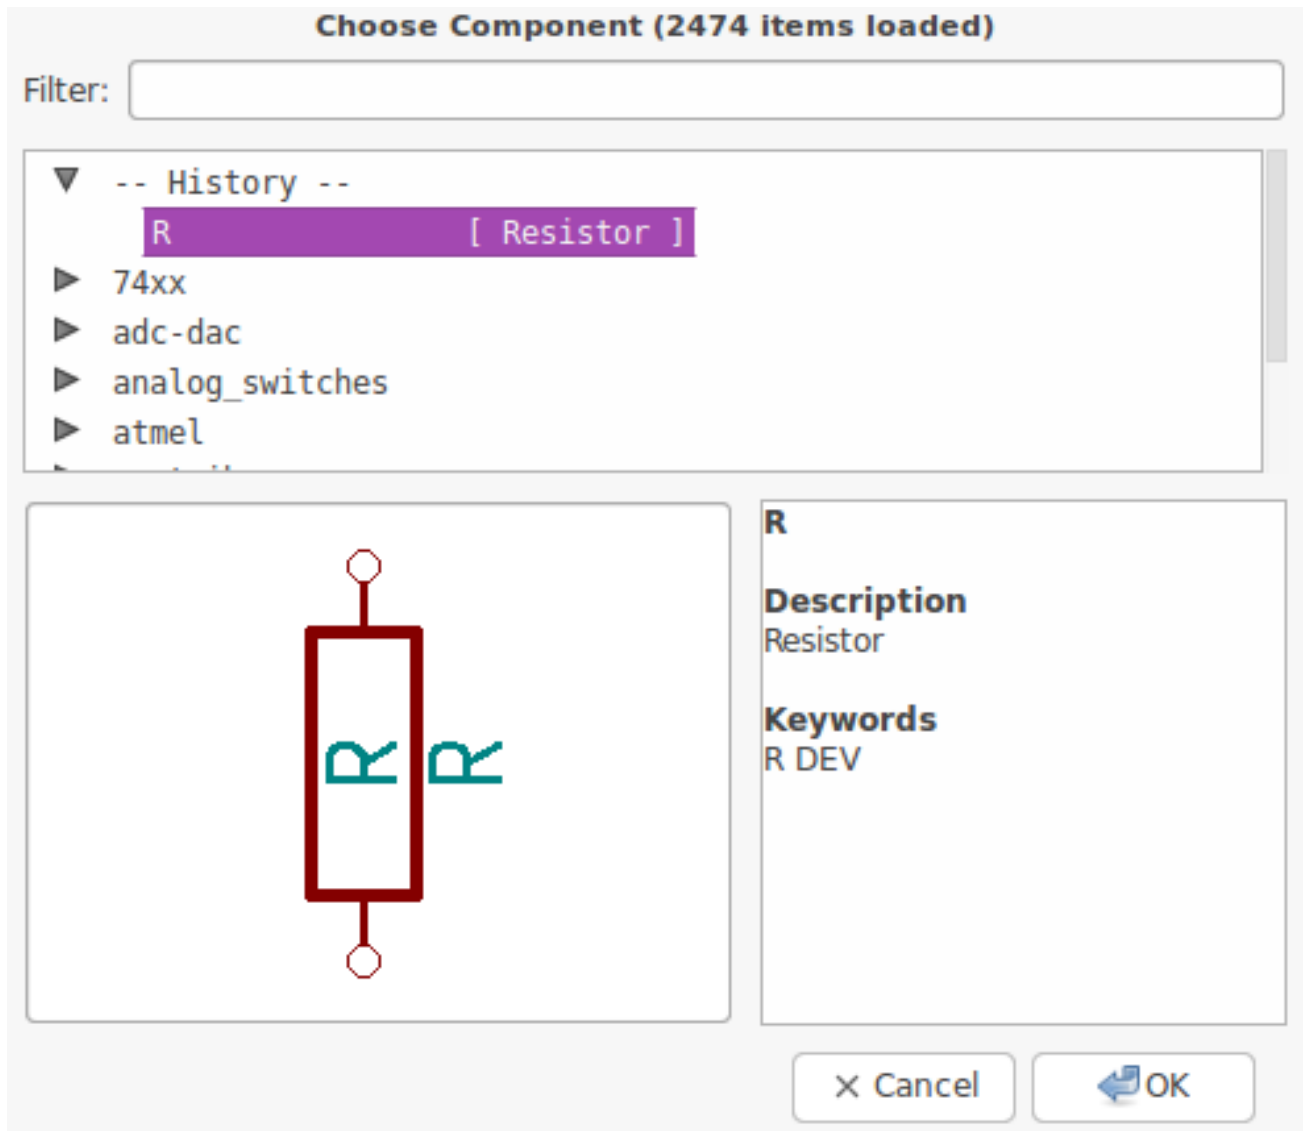 Choose Component (2474 items loaded)
Filter:
-- History --
R [ Resistor ]
74xx
adc-dac
analog_switches
atmel
R R
R
Description
Resistor
Keywords
R DEV
Cancel
OK